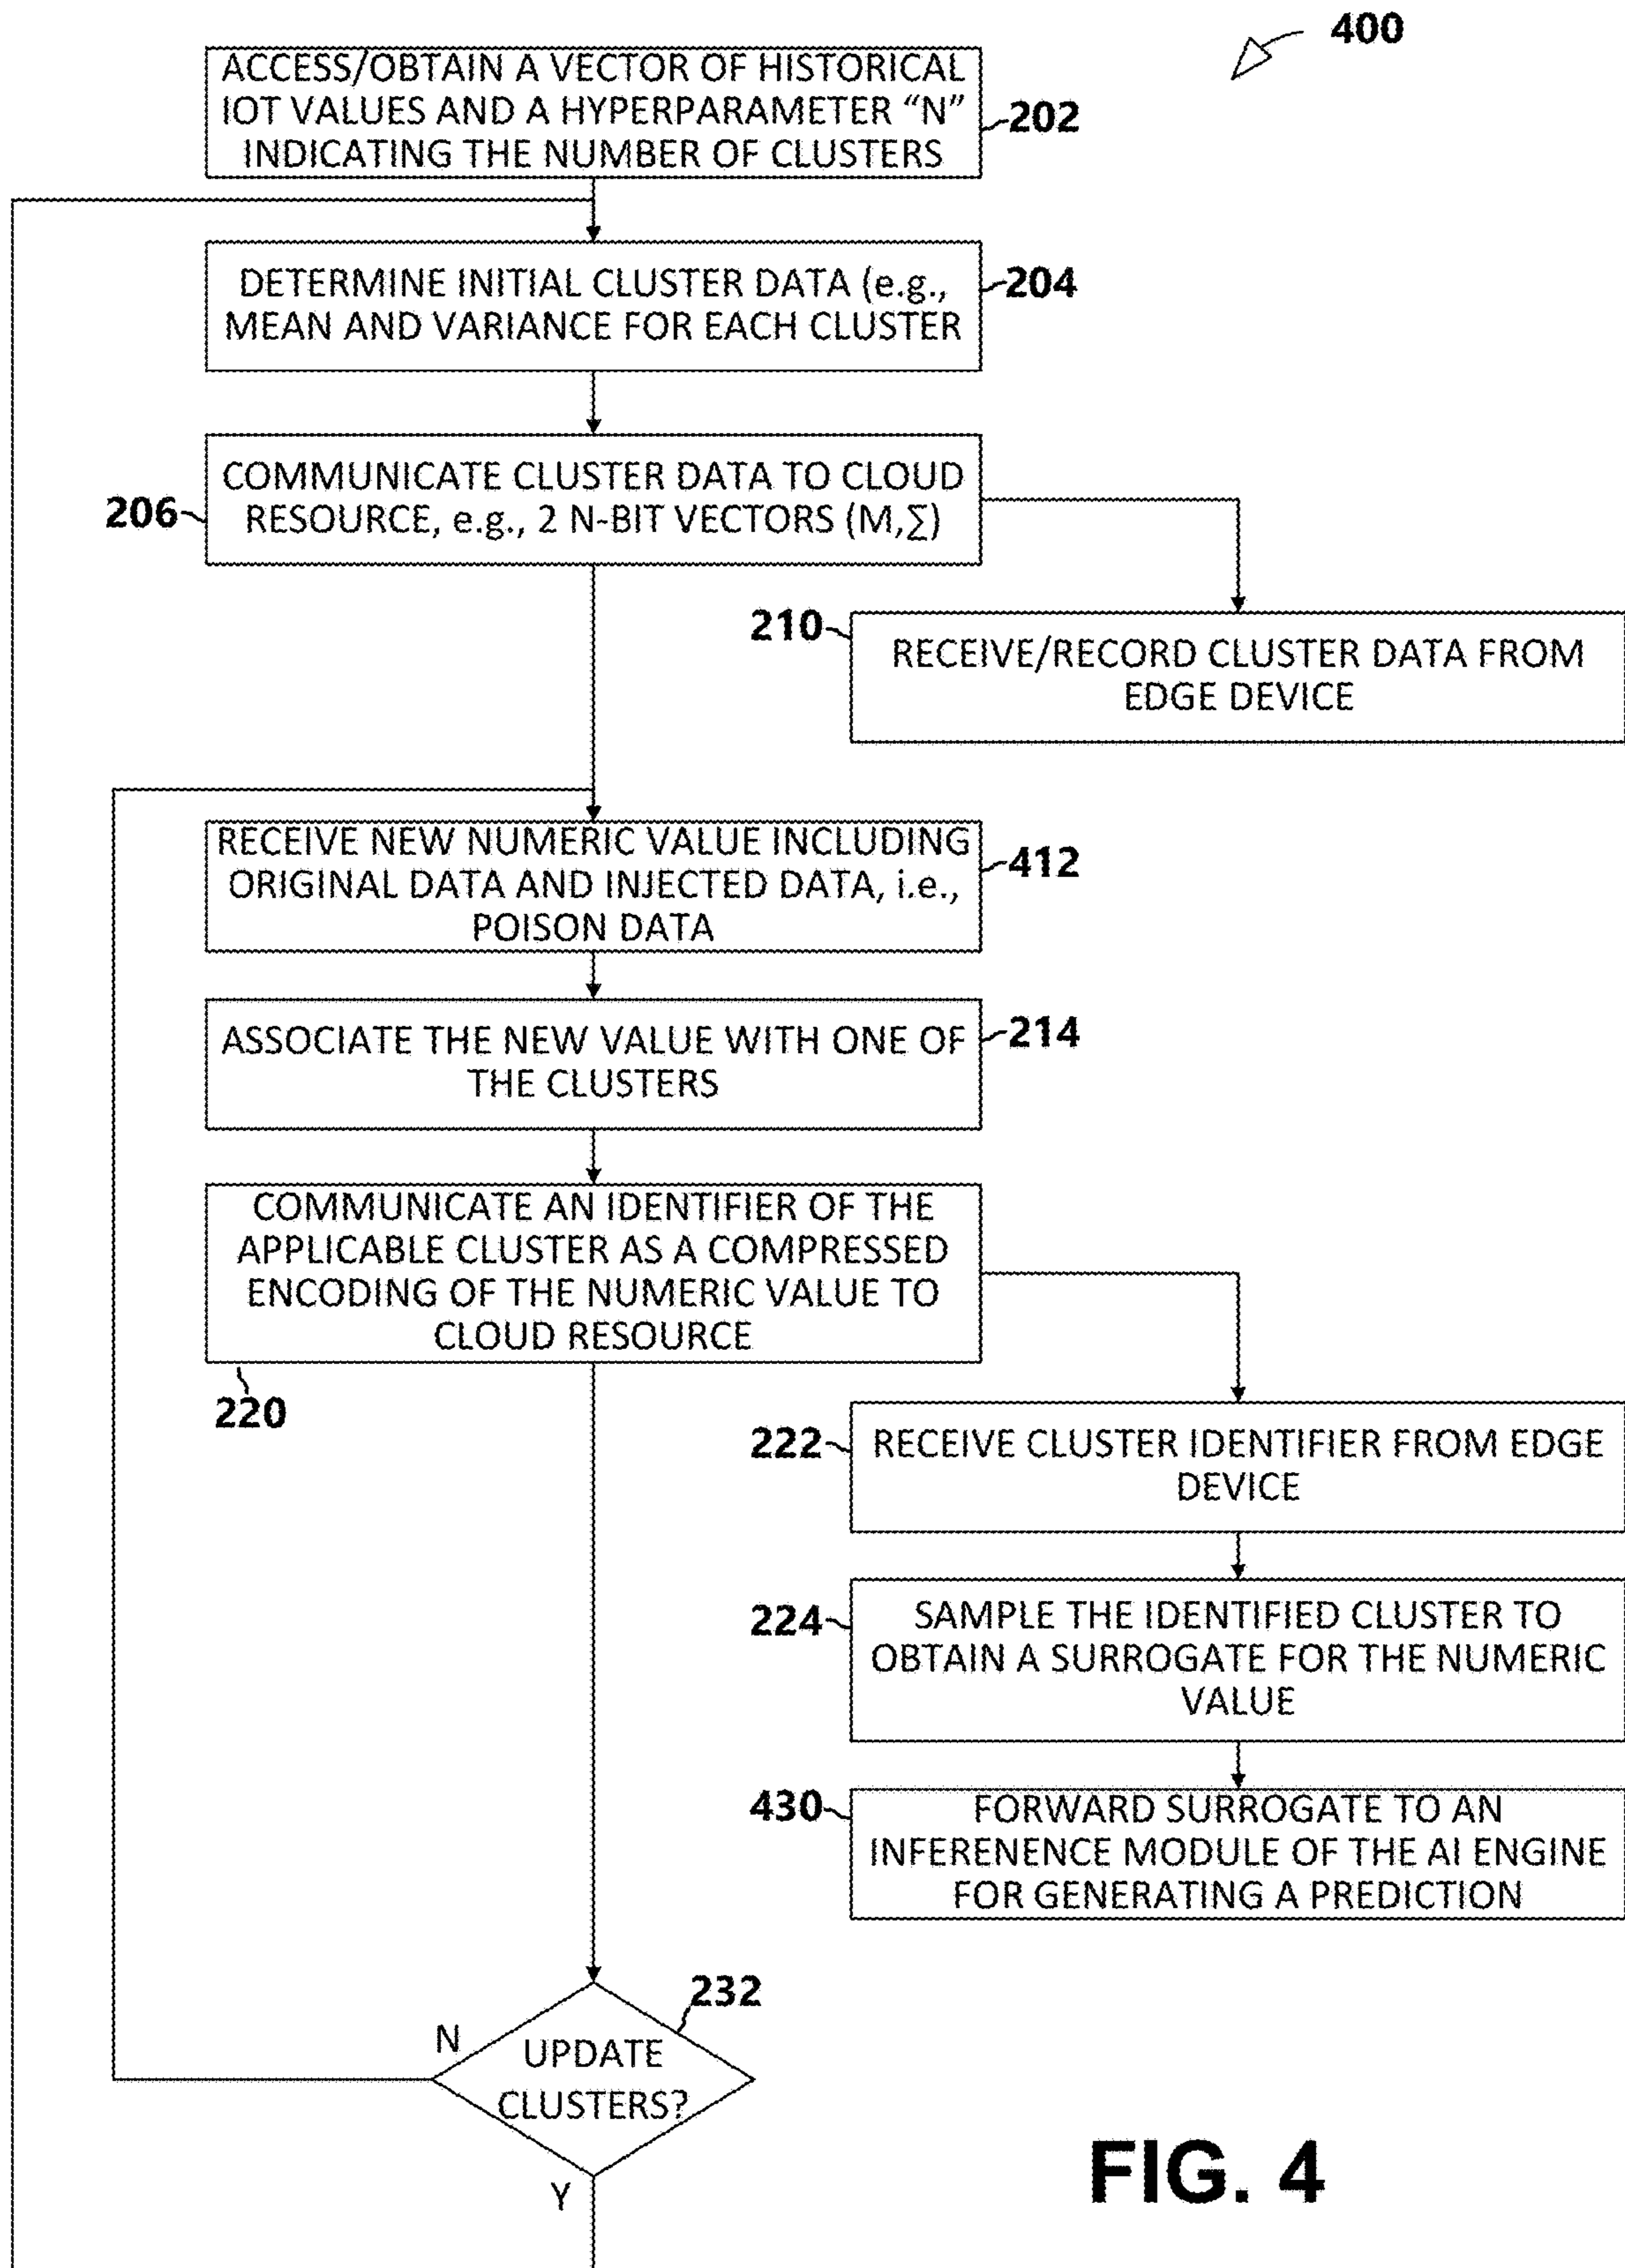 400
ACCESS/OBTAIN A VECTOR OF HISTORICAL
IOT VALUES AND A HYPERPARAMETER “N”
INDICATING THE NUMBER OF CLUSTERS
202
DETERMINE INITIAL CLUSTER DATA (e.g.,
MEAN AND VARIANCE FOR EACH CLUSTER
204
COMMUNICATE CLUSTER DATA TO CLOUD
RESOURCE, e.g., 2 N-BIT VECTORS (M,∑)
206
210
RECEIVE/RECORD CLUSTER DATA FROM
EDGE DEVICE
RECEIVE NEW NUMERIC VALUE INCLUDING
ORIGINAL DATA AND INJECTED DATA, i.e.,
POISON DATA
412
ASSOCIATE THE NEW VALUE WITH ONE OF
THE CLUSTERS
214
COMMUNICATE AN IDENTIFIER OF THE
APPLICABLE CLUSTER AS A COMPRESSED
ENCODING OF THE NUMERIC VALUE TO
CLOUD RESOURCE
220
222
RECEIVE CLUSTER IDENTIFIER FROM EDGE
DEVICE
224
SAMPLE THE IDENTIFIED CLUSTER TO
OBTAIN A SURROGATE FOR THE NUMERIC
VALUE
430
FORWARD SURROGATE TO AN
INFERENENCE MODULE OF THE AI ENGINE
FOR GENERATING A PREDICTION
232
N
UPDATE
CLUSTERS?
Y
FIG. 4